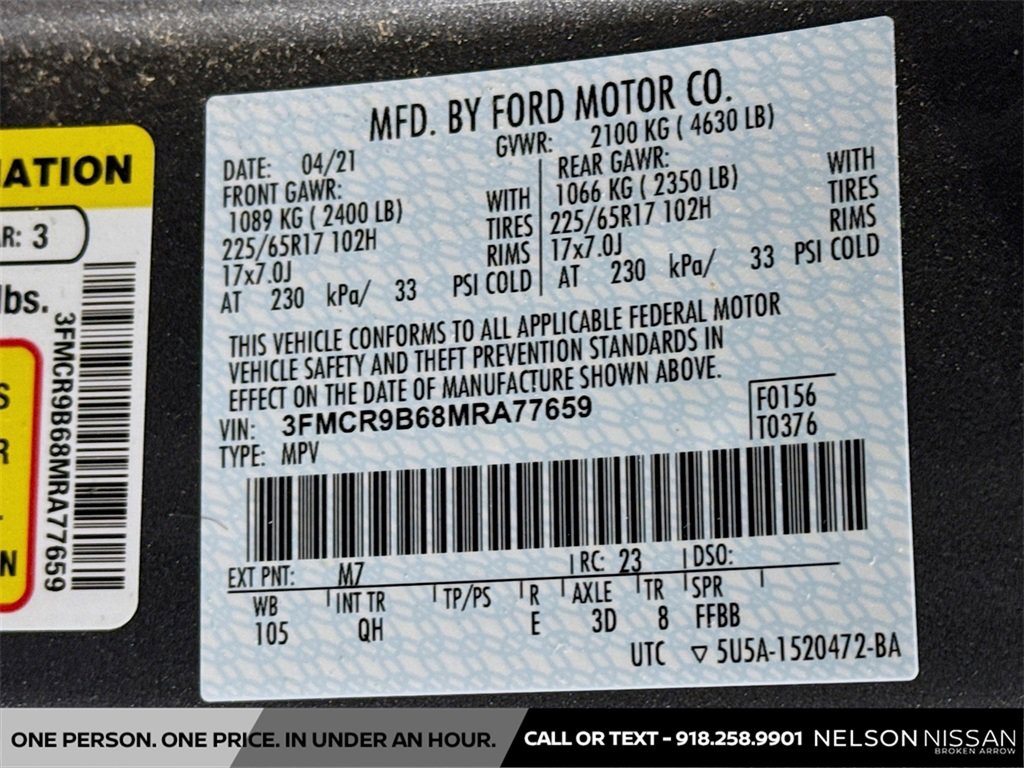 MFD. BY FORD MOTOR CO.
DATE: 04/21
GVWR: 2100 KG ( 4630 LB)
FRONT GAWR:
1089 KG ( 2400 LB) WITH
225/65R17 102H TIRES
17x7.0J RIMS
AT 230 kPa/ 33 PSI COLD
REAR GAWR:
1066 KG ( 2350 LB) WITH
225/65R17 102H TIRES
17x7.0J RIMS
AT 230 kPa/ 33 PSI COLD
THIS VEHICLE CONFORMS TO ALL APPLICABLE FEDERAL MOTOR
VEHICLE SAFETY AND THEFT PREVENTION STANDARDS IN
EFFECT ON THE DATE OF MANUFACTURE SHOWN ABOVE.
VIN: 3FMCR9B68MRA77659
F0156
T0376
TYPE: MPV
EXT PNT: M7 RC: 23 DSO:
WB INT TR TP/PS R AXLE TR SPR
105 QH E 3D 8 FFBB
UTC 5U5A-1520472-BA
ATION
AR: 3
lbs.
3FMCR9B68MRA77659
S
R
N
ONE PERSON. ONE PRICE. IN UNDER AN HOUR.
CALL OR TEXT - 918.258.9901
NELSON NISSAN
BROKEN ARROW